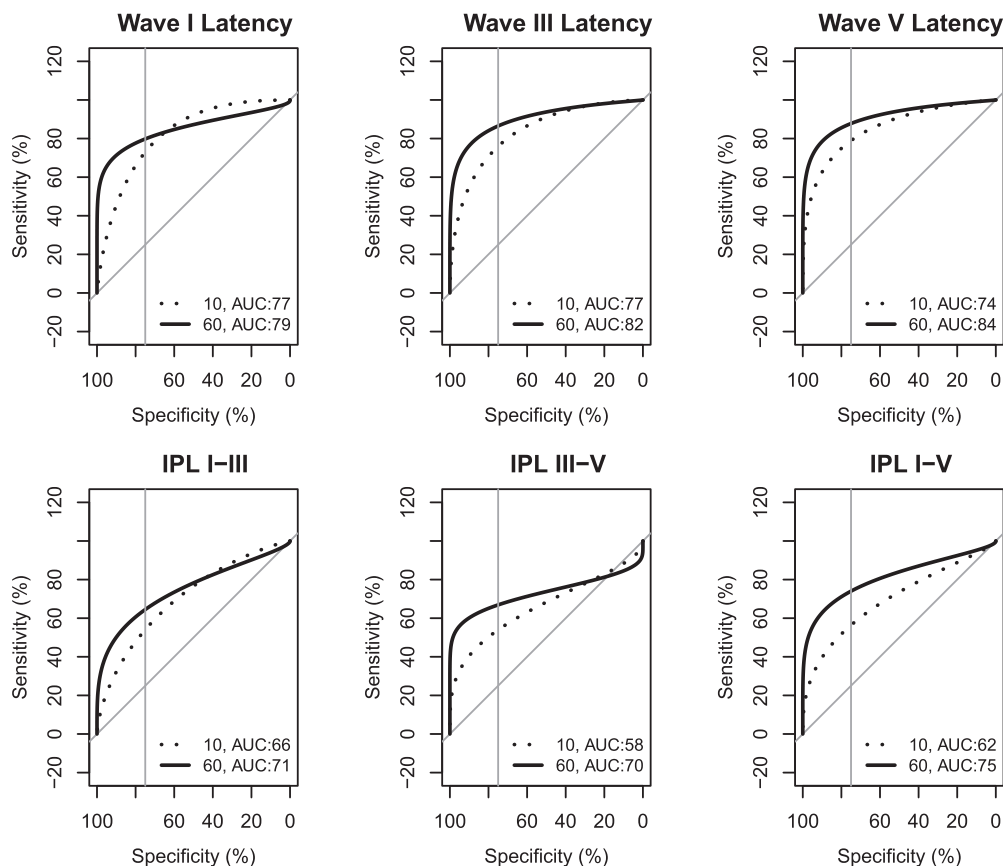 Wave I Latency
120
80
60
40
20
0
−20
Sensitivity (%)
10, AUC:77
60, AUC:79
100 60 40 20 0
Specificity (%)
Wave III Latency
120
80
60
40
20
0
−20
Sensitivity (%)
10, AUC:77
60, AUC:82
100 60 40 20 0
Specificity (%)
Wave V Latency
120
80
60
40
20
0
−20
Sensitivity (%)
10, AUC:74
60, AUC:84
100 60 40 20 0
Specificity (%)
IPL I−III
120
80
60
40
20
0
−20
Sensitivity (%)
10, AUC:66
60, AUC:71
100 60 40 20 0
Specificity (%)
IPL III−V
120
80
60
40
20
0
−20
Sensitivity (%)
10, AUC:58
60, AUC:70
100 60 40 20 0
Specificity (%)
IPL I−V
120
80
60
40
20
0
−20
Sensitivity (%)
10, AUC:62
60, AUC:75
100 60 40 20 0
Specificity (%)